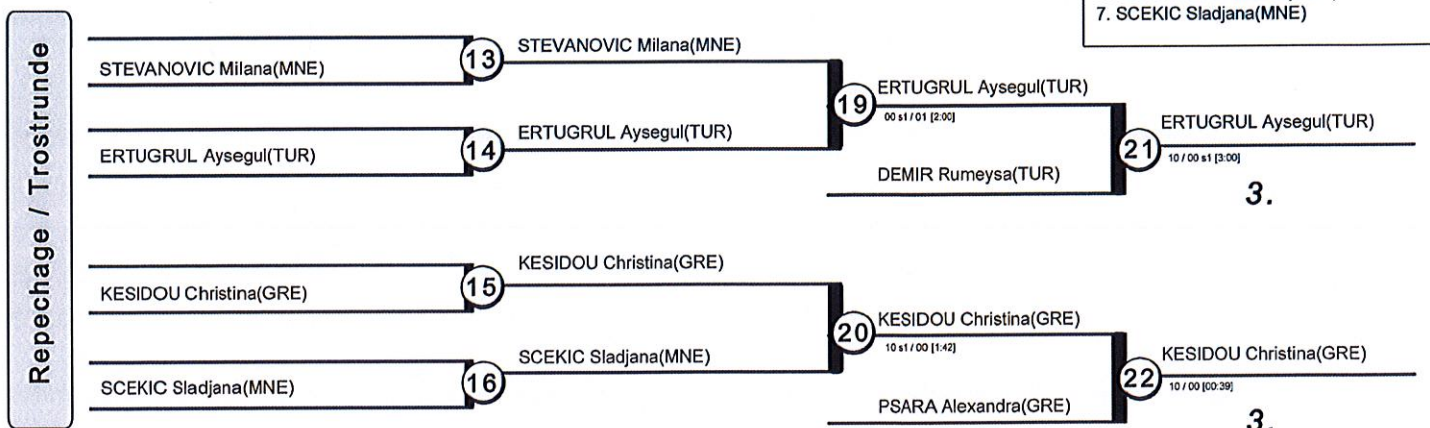 7. SCEKIC Sladjana(MNE)
Repechage / Trostrunde
STEVANOVIC Milana(MNE)
13
STEVANOVIC Milana(MNE)
ERTUGRUL Aysegul(TUR)
14
ERTUGRUL Aysegul(TUR)
19
ERTUGRUL Aysegul(TUR)
00 s1 / 01 [2:00]
DEMIR Rumeysa(TUR)
21
ERTUGRUL Aysegul(TUR)
10 / 00 s1 [3:00]
3.
KESIDOU Christina(GRE)
15
KESIDOU Christina(GRE)
SCEKIC Sladjana(MNE)
16
SCEKIC Sladjana(MNE)
20
KESIDOU Christina(GRE)
10 s1 / 00 [1:42]
PSARA Alexandra(GRE)
22
KESIDOU Christina(GRE)
10 / 00 [00:39]
3.